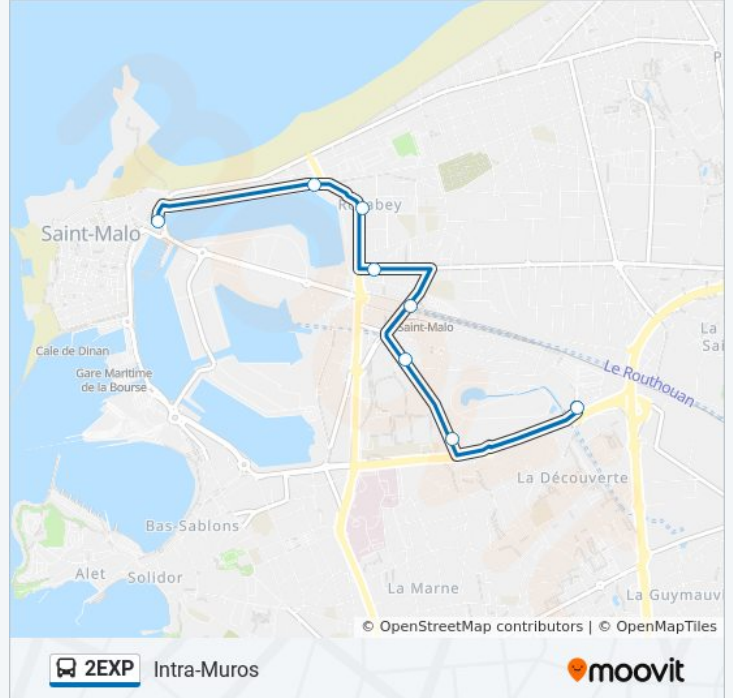 P
Rocabey
Saint-Malo
Saint-Malo
La
Sai
Cale de Dinan
Gare Maritime
de la Bourse
Le Routhouan
La Découverte
Bas-Sablons
Alet
Solidor
La Marne
La Guymauvi
© OpenStreetMap contributors | © OpenMapTiles
2EXP Intra-Muros
moovit